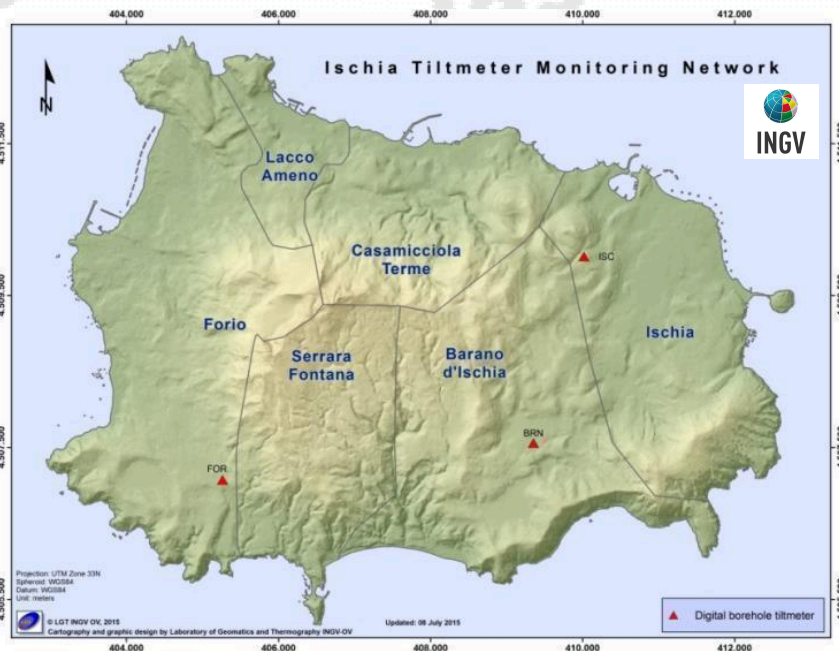 404.000 406.000 408.000 410.000 412.000
Ischia Tiltmeter Monitoring Network
N
INGV
Lacco
Ameno
Casamicciola
Terme
ISC
Forio
Serrara
Fontana
Barano
d'Ischia
Ischia
BRN
FOR
4.509.500
Projection: UTM Zone 33N
Spheroid: WGS84
Datum: WGS84
Unit: meters
© LGT INGV OV, 2015
Cartography and graphic design by Laboratory of Geomatics and Thermography INGV-OV
Updated: 08 July 2015
Digital borehole tiltmeter
404.000 406.000 408.000 410.000 412.000